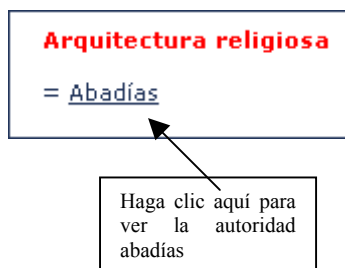 Arquitectura religiosa
= Abadías
Haga clic aquí para
ver la autoridad
abadías